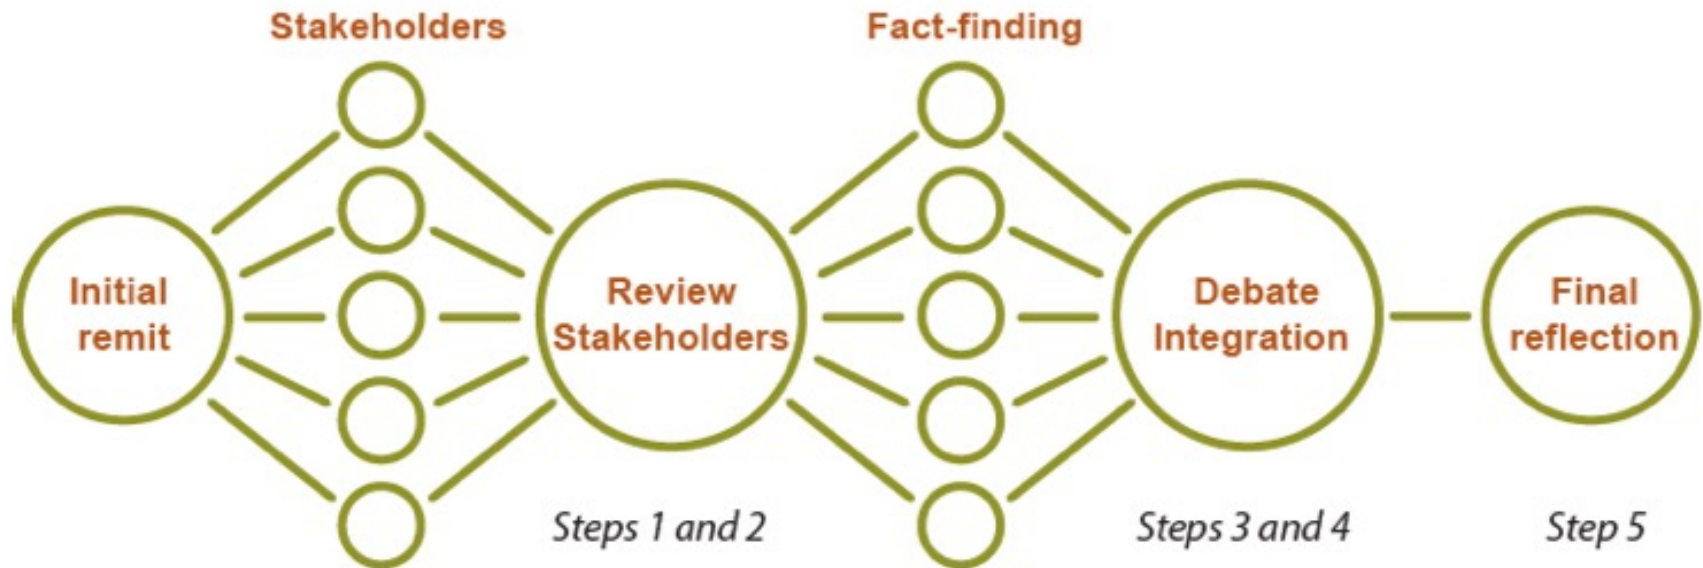 Stakeholders
Fact-finding
Initial
remit
Review
Stakeholders
Debate
Integration
Final
reflection
Steps 1 and 2
Steps 3 and 4
Step 5